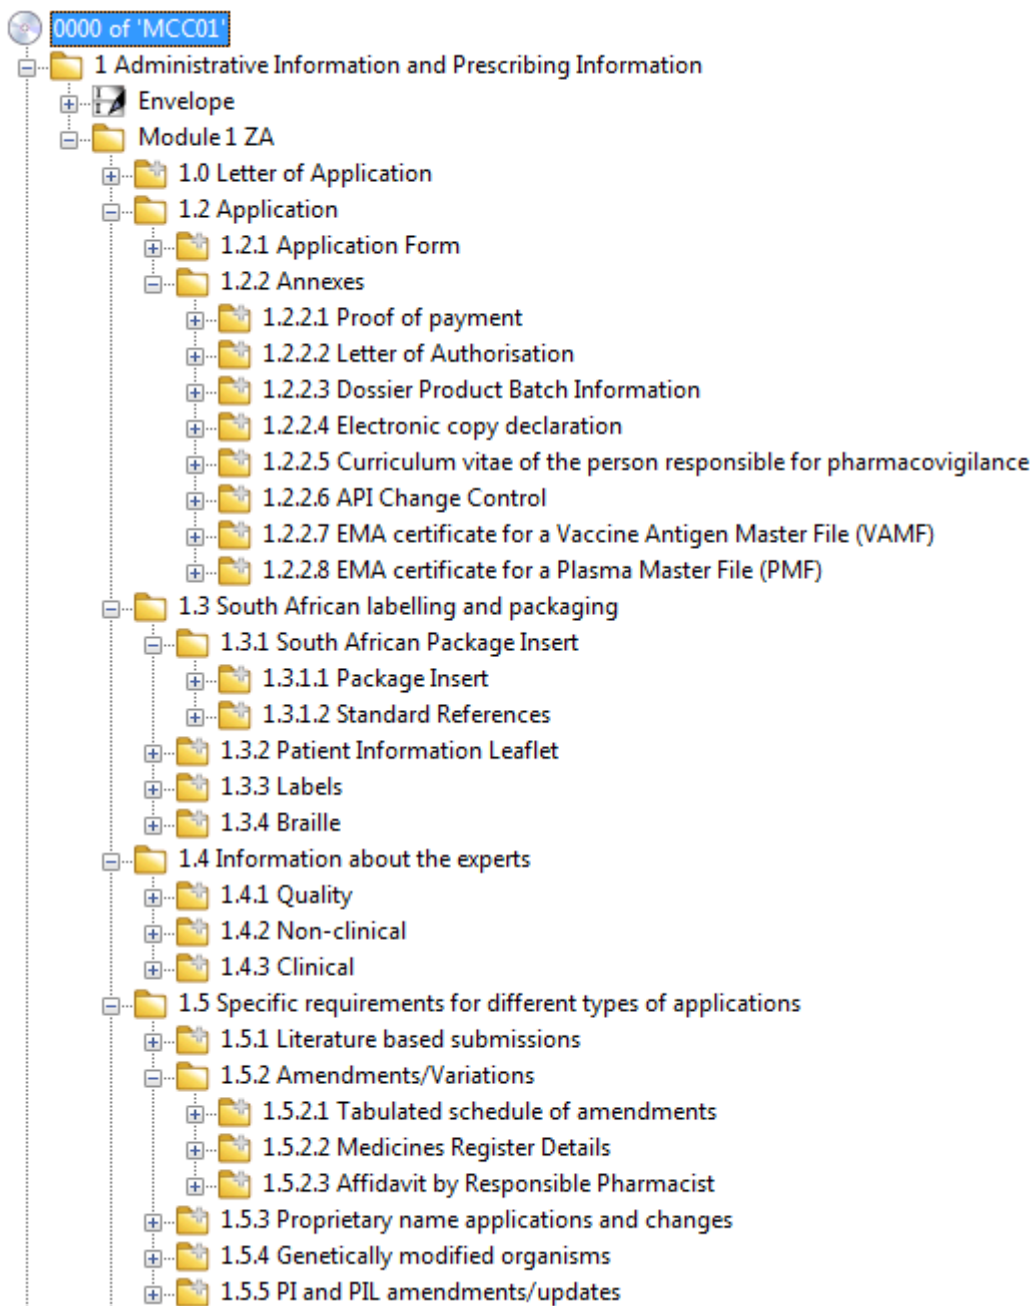 0000 of 'MCC01'
1 Administrative Information and Prescribing Information
Envelope
Module 1 ZA
1.0 Letter of Application
1.2 Application
1.2.1 Application Form
1.2.2 Annexes
1.2.2.1 Proof of payment
1.2.2.2 Letter of Authorisation
1.2.2.3 Dossier Product Batch Information
1.2.2.4 Electronic copy declaration
1.2.2.5 Curriculum vitae of the person responsible for pharmacovigilance
1.2.2.6 API Change Control
1.2.2.7 EMA certificate for a Vaccine Antigen Master File (VAMF)
1.2.2.8 EMA certificate for a Plasma Master File (PMF)
1.3 South African labelling and packaging
1.3.1 South African Package Insert
1.3.1.1 Package Insert
1.3.1.2 Standard References
1.3.2 Patient Information Leaflet
1.3.3 Labels
1.3.4 Braille
1.4 Information about the experts
1.4.1 Quality
1.4.2 Non-clinical
1.4.3 Clinical
1.5 Specific requirements for different types of applications
1.5.1 Literature based submissions
1.5.2 Amendments/Variations
1.5.2.1 Tabulated schedule of amendments
1.5.2.2 Medicines Register Details
1.5.2.3 Affidavit by Responsible Pharmacist
1.5.3 Proprietary name applications and changes
1.5.4 Genetically modified organisms
1.5.5 PI and PIL amendments/updates